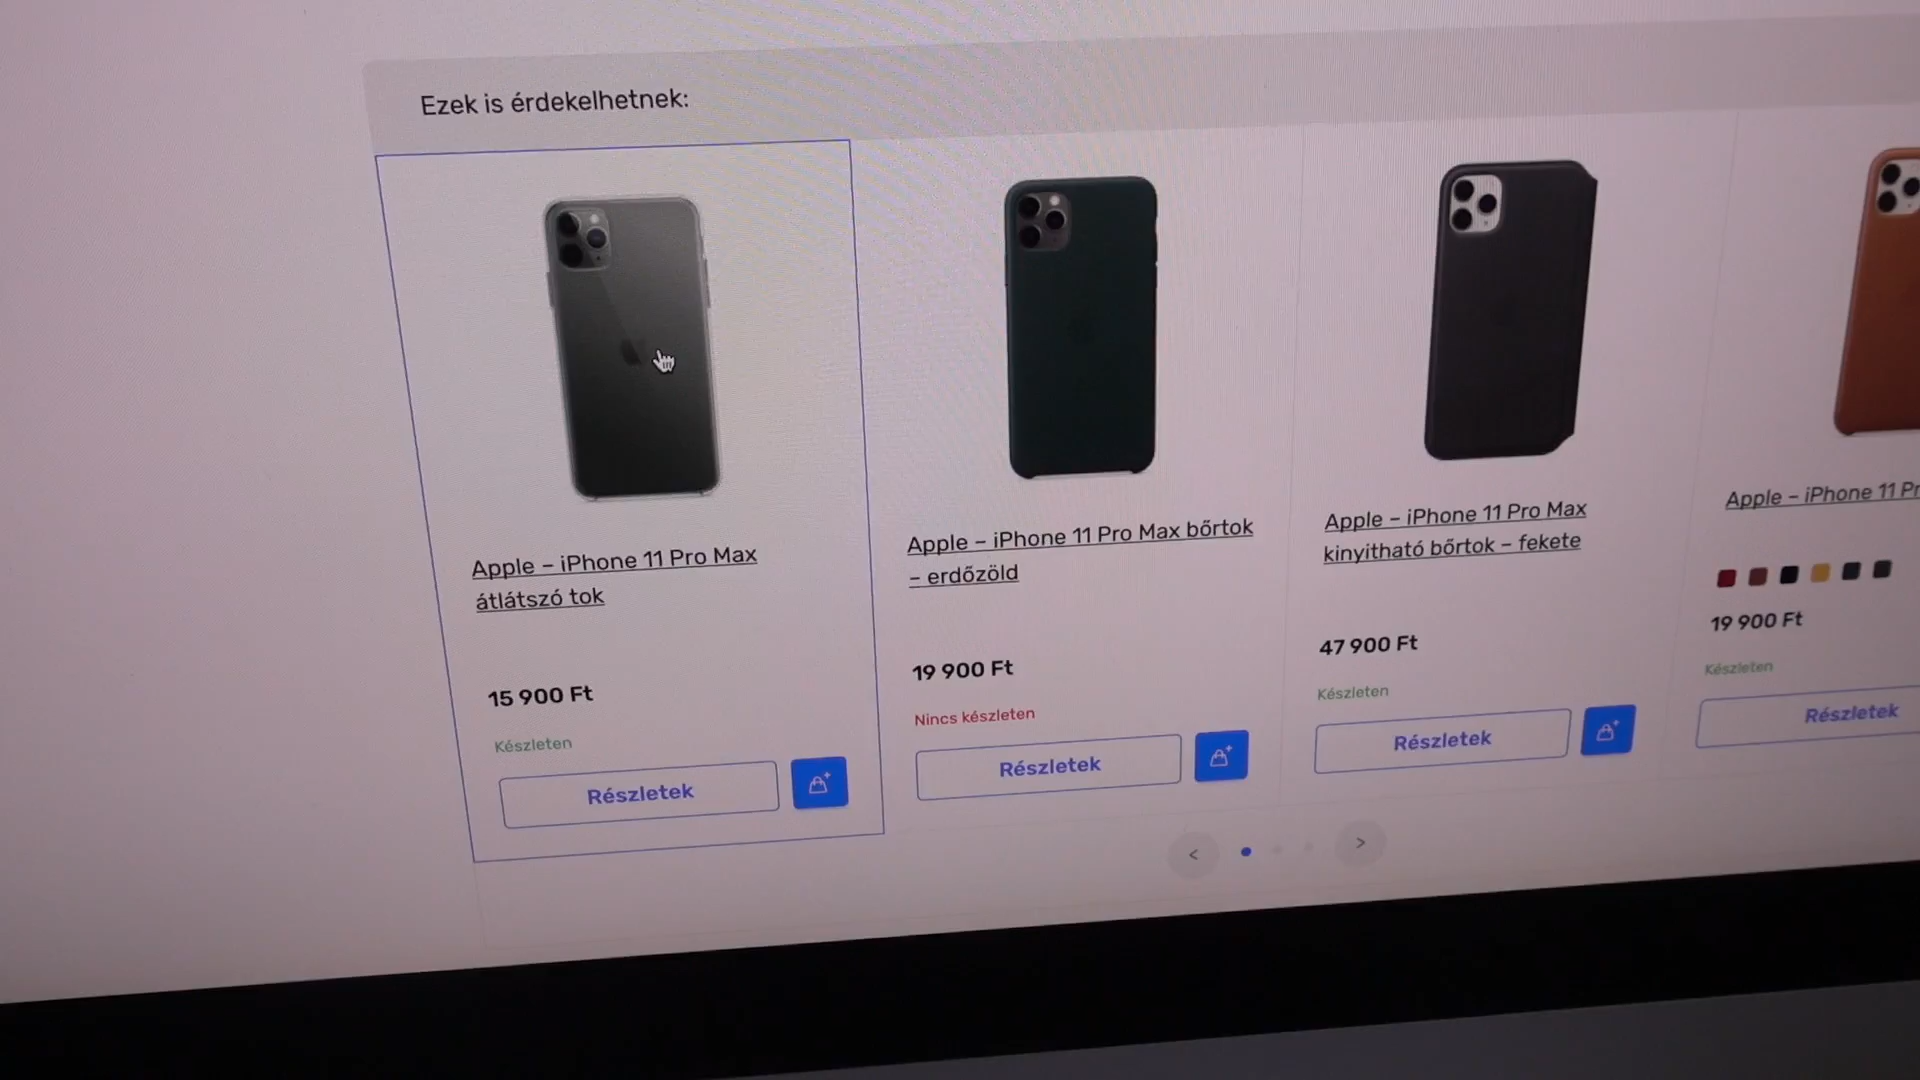 Ezek is érdekelhetnek:
Apple – iPhone 11 Pro Max
átlátszó tok
15 900 Ft
Készleten
Részletek
Apple – iPhone 11 Pro Max bőrtok
– erdőzöld
19 900 Ft
Nincs készleten
Részletek
Apple – iPhone 11 Pro Max
kinyitható bőrtok – fekete
47 900 Ft
Készleten
Részletek
Apple – iPhone 11 Pr
19 900 Ft
Készleten
Részletek
< >